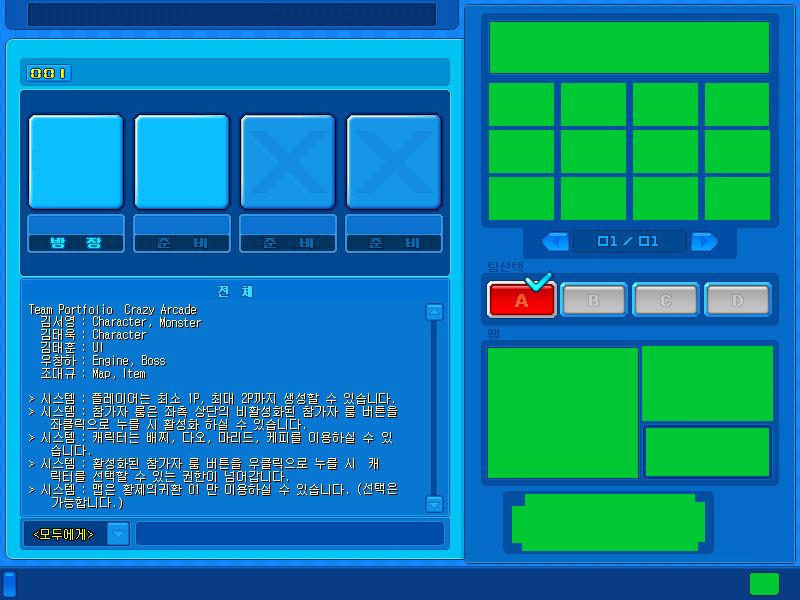 001
방 장
준 비
준 비
준 비
전 체
Team Portfolio Crazy Arcade
김서영 : Character, Monster
김태욱 : Character
김태훈 : UI
우청하 : Engine, Boss
조대규 : Map, Item
> 시스템 : 플레이어는 최소 1P, 최대 2P까지 생성할 수 있습니다.
> 시스템 : 참가자 룸은 좌측 상단의 비활성화된 참가자 룸 버튼을
좌클릭으로 누를 시 활성화 하실 수 있습니다.
> 시스템 : 캐릭터는 배찌, 다오, 마리드, 케피를 이용하실 수 있
습니다.
> 시스템 : 활성화된 참가자 룸 버튼을 우클릭으로 누를 시 캐
릭터를 선택할 수 있는 권한이 넘어갑니다.
> 시스템 : 맵은 황제의귀환 01 만 이용하실 수 있습니다. (선택은
가능합니다.)
<모두에게>
01 / 01
팀선택
A
B
C
D
맵